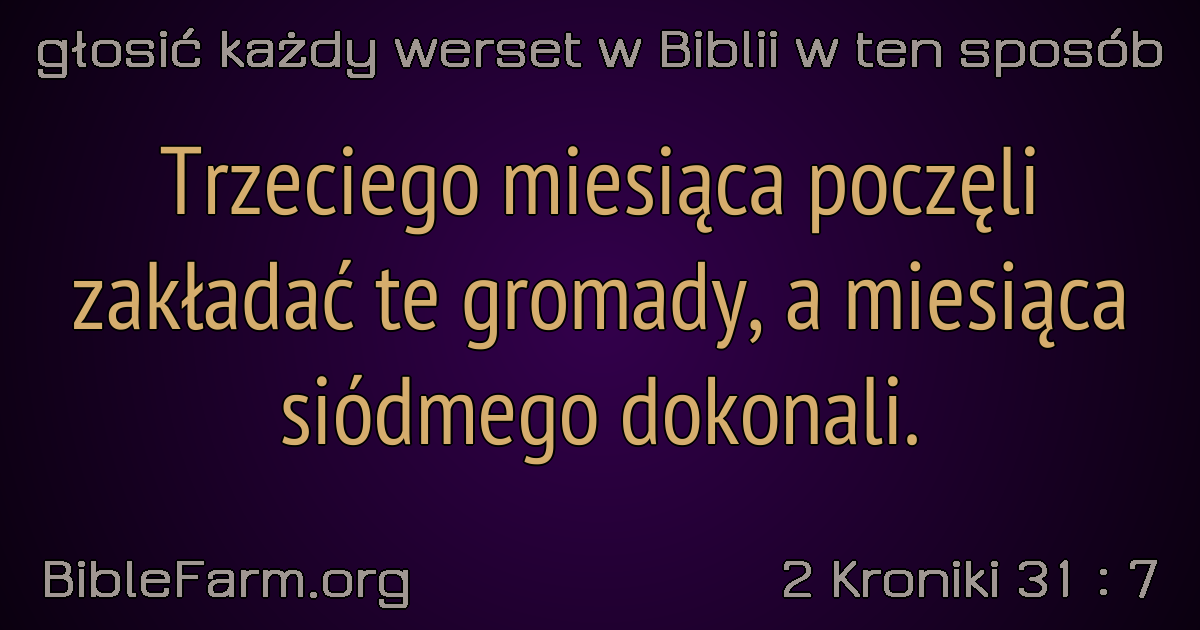 głosić każdy werset w Biblii w ten sposób
Trzeciego miesiąca poczęli
zakładać te gromady, a miesiąca
siódmego dokonali.
BibleFarm.org
2 Kroniki 31 : 7